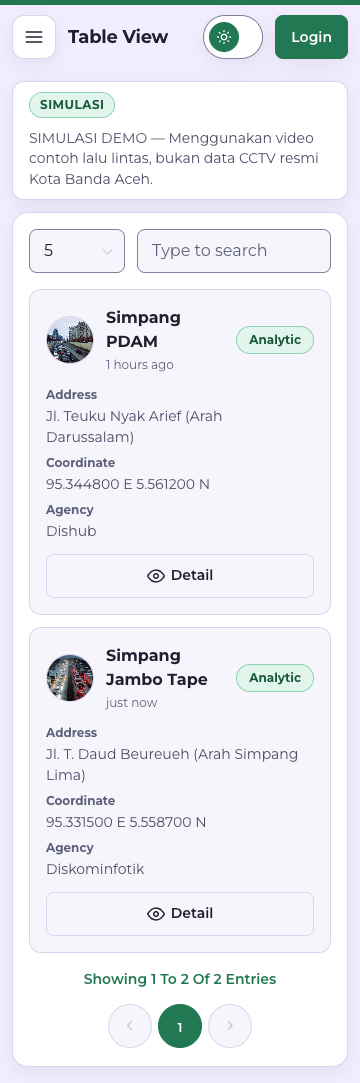 Table View
Login
SIMULASI
SIMULASI DEMO — Menggunakan video
contoh lalu lintas, bukan data CCTV resmi
Kota Banda Aceh.
5
Type to search
Simpang
PDAM
1 hours ago
Analytic
Address
Jl. Teuku Nyak Arief (Arah
Darussalam)
Coordinate
95.344800 E 5.561200 N
Agency
Dishub
Detail
Simpang
Jambo Tape
just now
Analytic
Address
Jl. T. Daud Beureueh (Arah Simpang
Lima)
Coordinate
95.331500 E 5.558700 N
Agency
Diskominfotik
Detail
Showing 1 To 2 Of 2 Entries
1